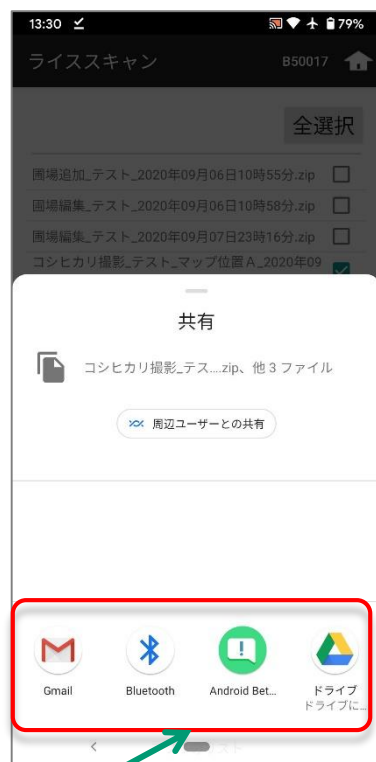 13:30 79%
ライススキャン B50017
全選択
圃場追加_テスト_2020年09月06日10時55分.zip
圃場編集_テスト_2020年09月06日10時58分.zip
圃場編集_テスト_2020年09月07日23時16分.zip
コシヒカリ撮影_テスト_マップ位置A_2020年09
共有
コシヒカリ撮影_テス....zip、他 3 ファイル
周辺ユーザーとの共有
Gmail Bluetooth Android Bet... ドライブ
ドライブに...